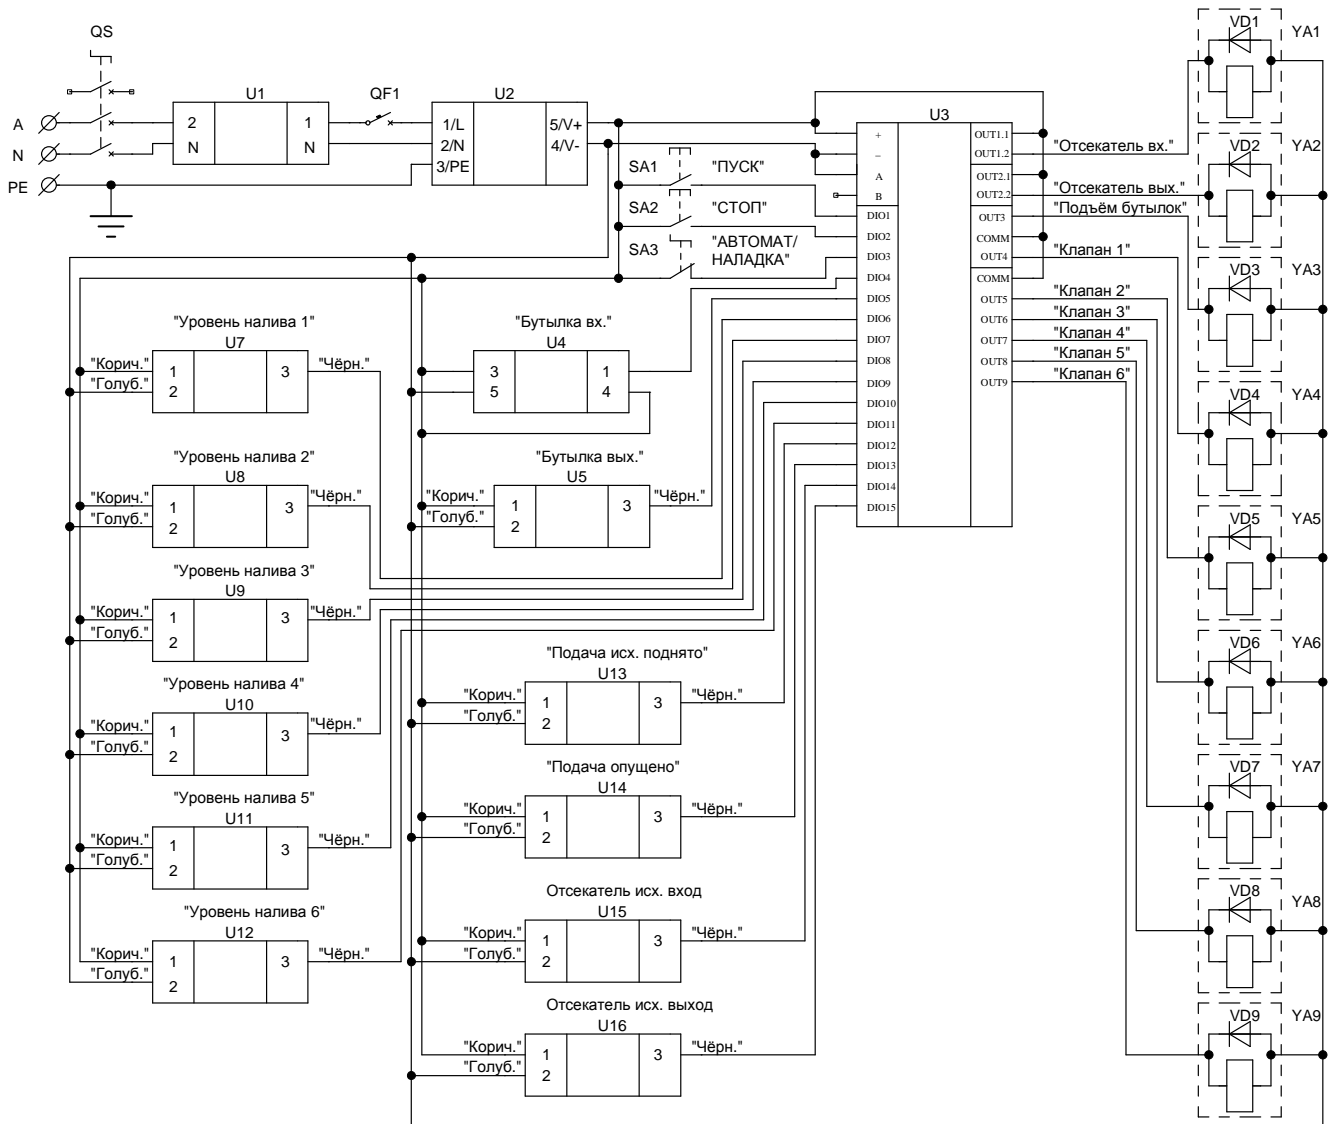 QS
VD1 YA1
U1 QF1 U2 U3
A 2 1 1/L 5/V+ + OUT1.1
N N N 2/N 4/V- – OUT1.2 "Отсекатель вх." VD2 YA2
3/PE SA1 "ПУСК" A OUT2.1
PE B OUT2.2 "Отсекатель вых."
SA2 "СТОП" DIO1 OUT3 "Подъём бутылок"
DIO2 COMM
SA3 "АВТОМАТ/
НАЛАДКА" DIO3 OUT4 "Клапан 1" VD3 YA3
DIO4 COMM
DIO5 OUT5 "Клапан 2"
"Уровень налива 1" "Бутылка вх." DIO6 OUT6 "Клапан 3"
U7 U4 DIO7 OUT7 "Клапан 4"
"Корич." 1 3 "Чёрн." 3 1 DIO8 OUT8 "Клапан 5"
"Голуб." 2 5 4 DIO9 OUT9 "Клапан 6"
DIO10 VD4 YA4
DIO11
DIO12
"Уровень налива 2" "Бутылка вых." DIO13
U8 U5 DIO14
"Корич." 1 3 "Чёрн." "Корич." 1 3 "Чёрн." DIO15
"Голуб." 2 "Голуб." 2 VD5 YA5
"Уровень налива 3"
U9
"Корич." 1 3 "Чёрн."
"Голуб." 2
VD6 YA6
"Подача исх. поднято"
U13
"Уровень налива 4" "Корич." 1 3 "Чёрн."
U10 "Голуб." 2
"Корич." 1 3 "Чёрн."
"Голуб." 2
"Подача опущено" VD7 YA7
U14
"Уровень налива 5" "Корич." 1 3 "Чёрн."
U11 "Голуб." 2
"Корич." 1 3 "Чёрн."
"Голуб." 2
Отсекатель исх. вход VD8 YA8
"Уровень налива 6" U15
U12 "Корич." 1 3 "Чёрн."
"Корич." 1 3 "Чёрн." "Голуб." 2
"Голуб." 2
Отсекатель исх. выход VD9 YA9
U16
"Корич." 1 3 "Чёрн."
"Голуб." 2